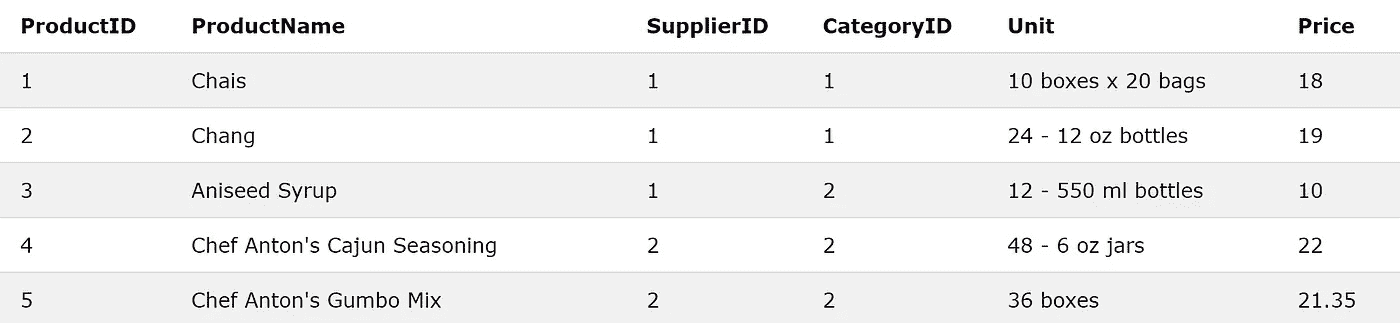 ProductID ProductName SupplierID CategoryID Unit Price
1 Chais 1 1 10 boxes x 20 bags 18
2 Chang 1 1 24 - 12 oz bottles 19
3 Aniseed Syrup 1 2 12 - 550 ml bottles 10
4 Chef Anton's Cajun Seasoning 2 2 48 - 6 oz jars 22
5 Chef Anton's Gumbo Mix 2 2 36 boxes 21.35